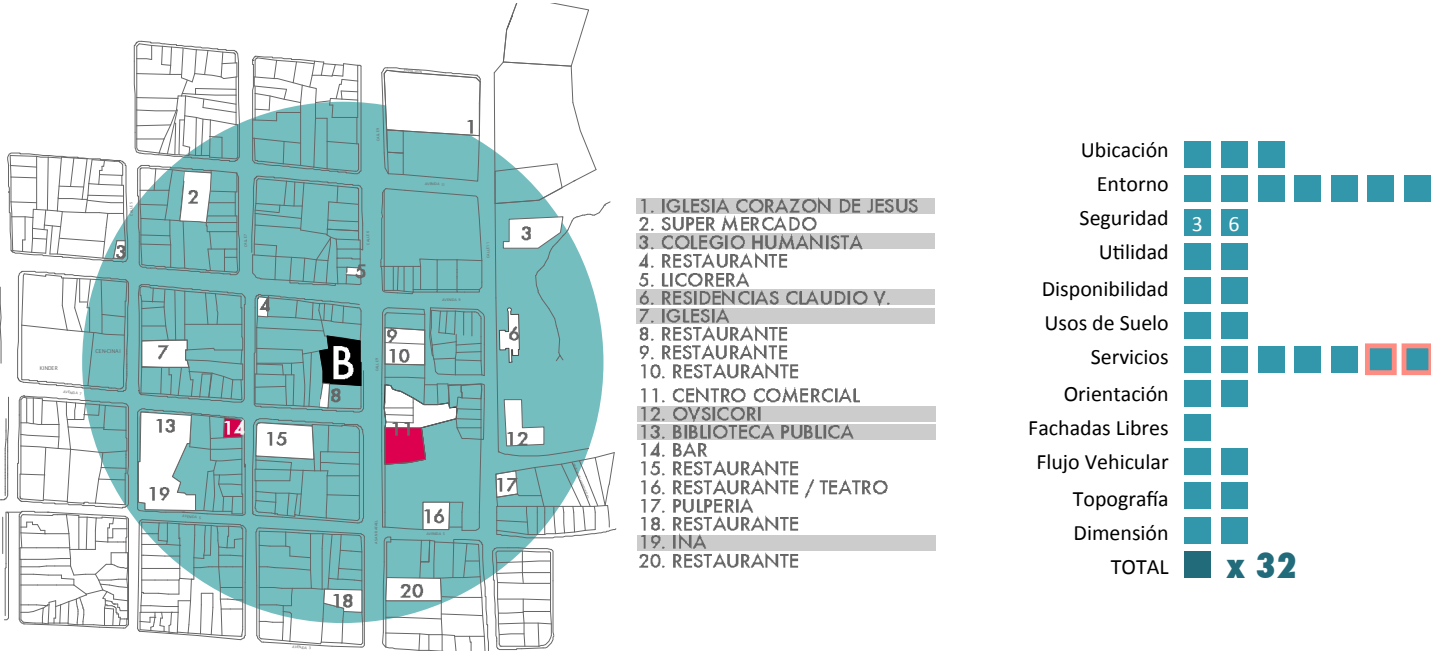 1
2
3
3
5
4
9
6
10
7
B
8
KINDER
13
14
15
11
12
19
17
16
18
20
1. IGLESIA CORAZON DE JESUS
2. SUPER MERCADO
3. COLEGIO HUMANISTA
4. RESTAURANTE
5. LICORERA
6. RESIDENCIAS CLAUDIO V.
7. IGLESIA
8. RESTAURANTE
9. RESTAURANTE
10. RESTAURANTE
11. CENTRO COMERCIAL
12. OVSICORI
13. BIBLIOTECA PUBLICA
14. BAR
15. RESTAURANTE
16. RESTAURANTE / TEATRO
17. PULPERIA
18. RESTAURANTE
19. INA
20. RESTAURANTE
Ubicación
Entorno
Seguridad 3 6
Utilidad
Disponibilidad
Usos de Suelo
Servicios
Orientación
Fachadas Libres
Flujo Vehicular
Topografía
Dimensión
TOTAL x 32